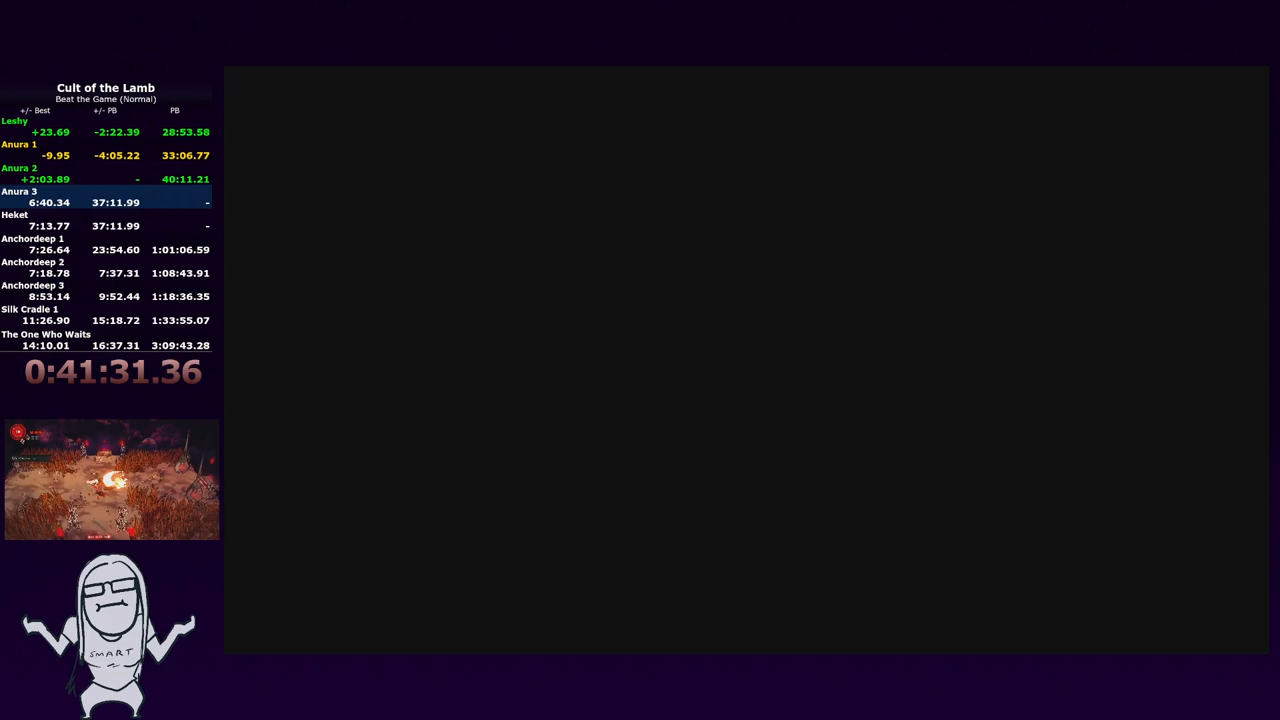 Cult of the Lamb
Beat the Game (Normal)
+/- Best +/- PB PB
Leshy
+23.69 -2:22.39 28:53.58
Anura 1
-9.95 -4:05.22 33:06.77
Anura 2
+2:03.89 - 40:11.21
Anura 3
6:40.34 37:11.99 -
Heket
7:13.77 37:11.99 -
Anchordeep 1
7:26.64 23:54.60 1:01:06.59
Anchordeep 2
7:18.78 7:37.31 1:08:43.91
Anchordeep 3
8:53.14 9:52.44 1:18:36.35
Silk Cradle 1
11:26.90 15:18.72 1:33:55.07
The One Who Waits
14:10.01 16:37.31 3:09:43.28
0:41:31.36
SMART